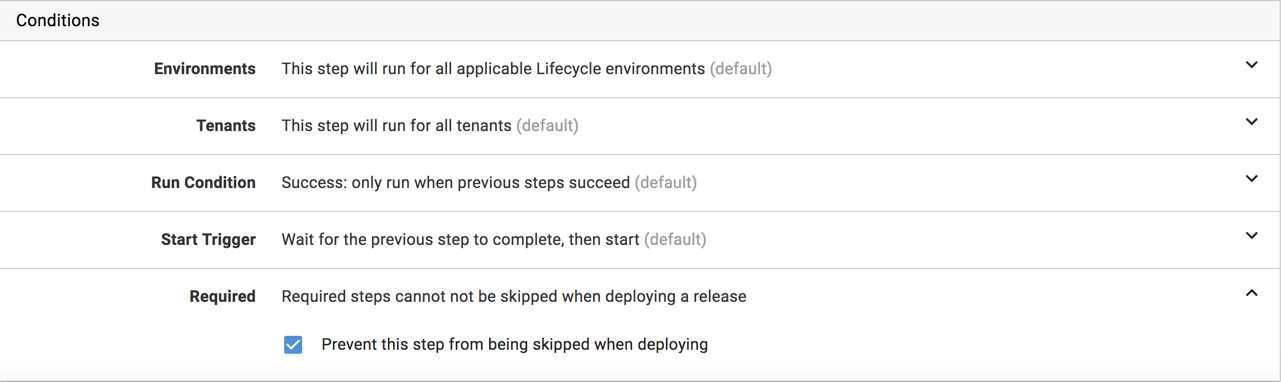 Conditions
Environments This step will run for all applicable Lifecycle environments (default)
Tenants This step will run for all tenants (default)
Run Condition Success: only run when previous steps succeed (default)
Start Trigger Wait for the previous step to complete, then start (default)
Required Required steps cannot not be skipped when deploying a release
Prevent this step from being skipped when deploying